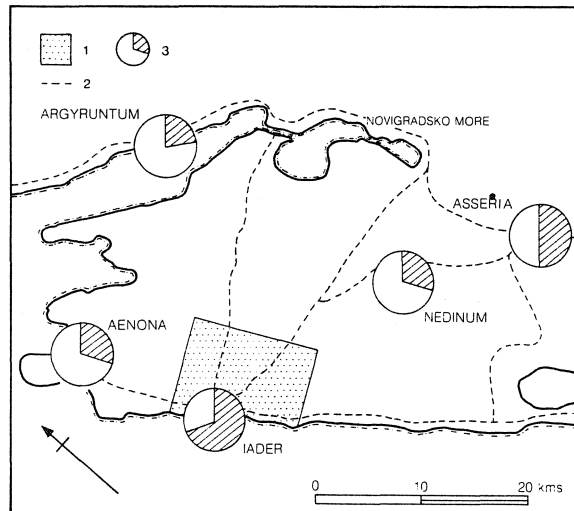 1
3
2
ARGYRUNTUM
NOVIGRADSKO MORE
ASSERIA
NEDINUM
AENONA
IADER
0 10 20 kms